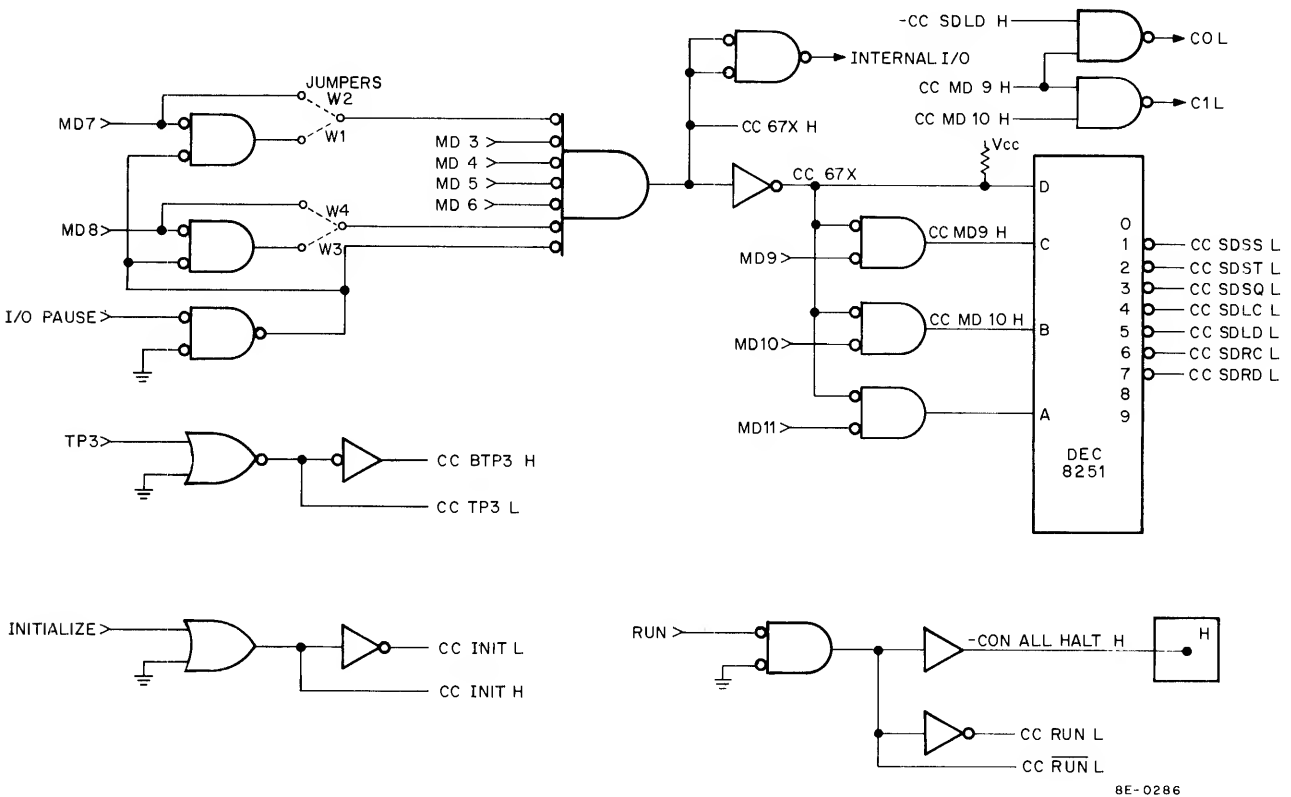 -CC SDLD H
C0 L
INTERNAL I/O
CC MD 9 H
C1 L
CC MD 10 H
JUMPERS
W2
MD7
W1
MD 3
MD 4
MD 5
MD 6
CC 67X H
Vcc
CC 67X
D
W4
MD8
W3
0
CC MD9 H
C
1
CC SDSS L
MD9
2
CC SDST L
3
CC SDSQ L
I/O PAUSE
CC MD 10 H
B
4
CC SDLC L
MD10
5
CC SDLD L
6
CC SDRC L
7
CC SDRD L
8
A
9
MD11
TP3
CC BTP3 H
DEC
8251
CC TP3 L
INITIALIZE
CC INIT L
CC INIT H
RUN
-CON ALL HALT H
H
CC RUN L
CC R̅U̅N̅ L
8E-0286